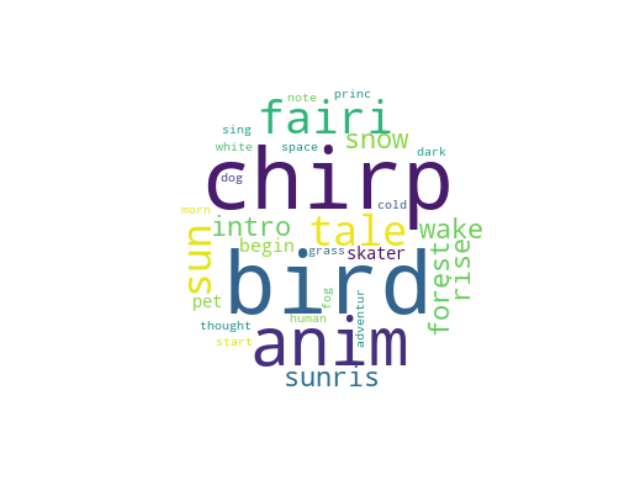 note princ
fairi
sing
snow
white space dark
chirp
dog
cold
morn
intro tale wake
sun
begin
grass skater
forest
rise
bird
pet
fog
adventur
human
thought
start
anim
sunris